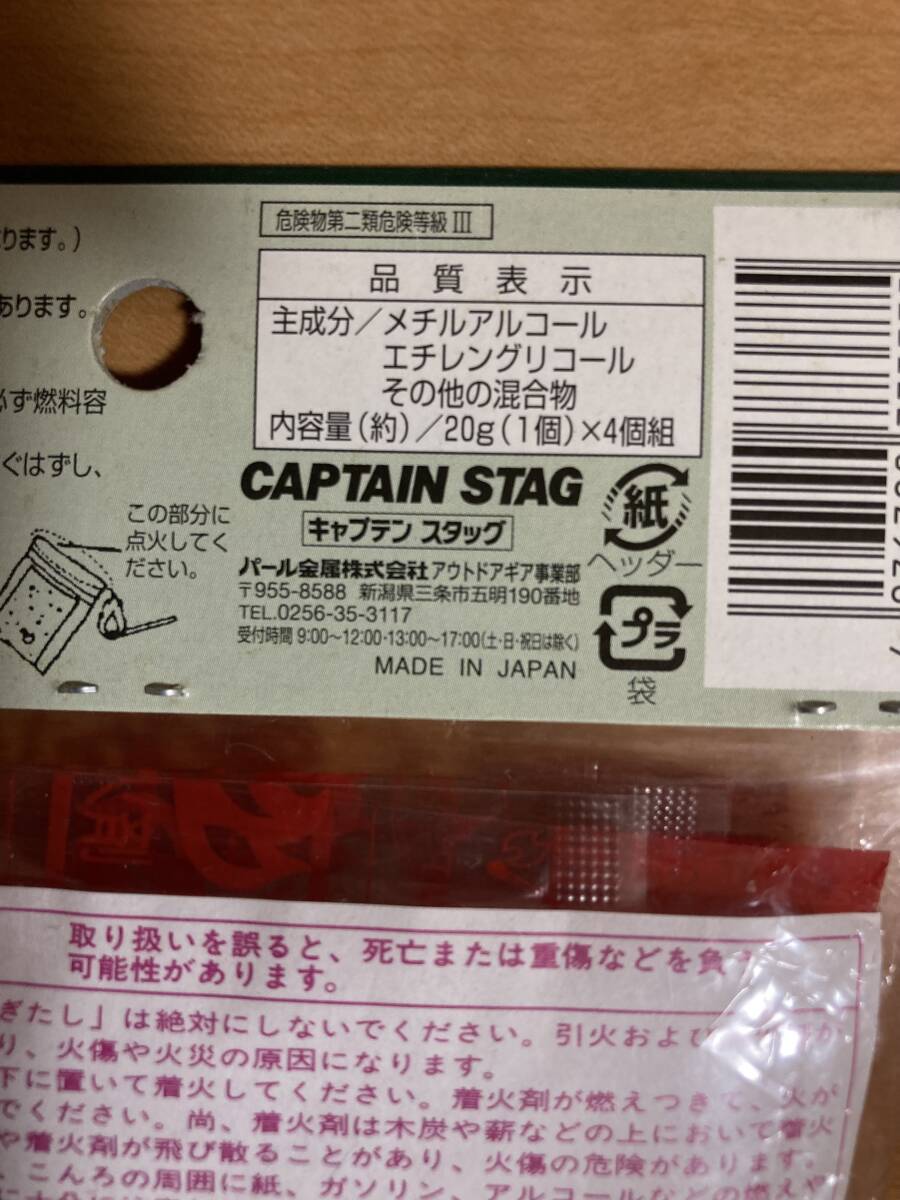 危険物第二類危険等級Ⅲ
ります。)
あります。
必ず燃料容
ぐはずし、
この部分に
点火してく
ださい。
品質表示
主成分/メチルアルコール
エチレングリコール
その他の混合物
内容量(約)/20g(1個)×4個組
CAPTAIN STAG
キャプテン スタッグ
パール金属株式会社アウトドアギア事業部
〒955-8588 新潟県三条市五明190番地
TEL.0256-35-3117
受付時間 9:00〜12:00・13:00〜17:00(土・日・祝日は除く)
MADE IN JAPAN
紙
ヘッダー
プラ
袋
取り扱いを誤ると、死亡または重傷などを負
可能性があります。
ぎたし」は絶対にしないでください。引火および
り、火傷や火災の原因になります。
下に置いて着火してください。着火剤が燃えつきて、火が
でください。尚、着火剤は木炭や薪などの上において着火
や着火剤が飛び散ることがあり、火傷の危険があります。
こんろの周囲に紙、ガソリン、アルコールなどの燃えや